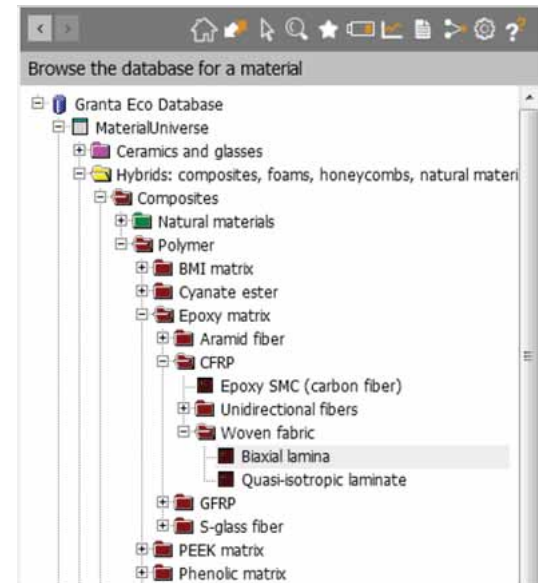 Browse the database for a material
Granta Eco Database
MaterialUniverse
Ceramics and glasses
Hybrids: composites, foams, honeycombs, natural materi
Composites
Natural materials
Polymer
BMI matrix
Cyanate ester
Epoxy matrix
Aramid fiber
CFRP
Epoxy SMC (carbon fiber)
Unidirectional fibers
Woven fabric
Biaxial lamina
Quasi-isotropic laminate
GFRP
S-glass fiber
PEEK matrix
Phenolic matrix